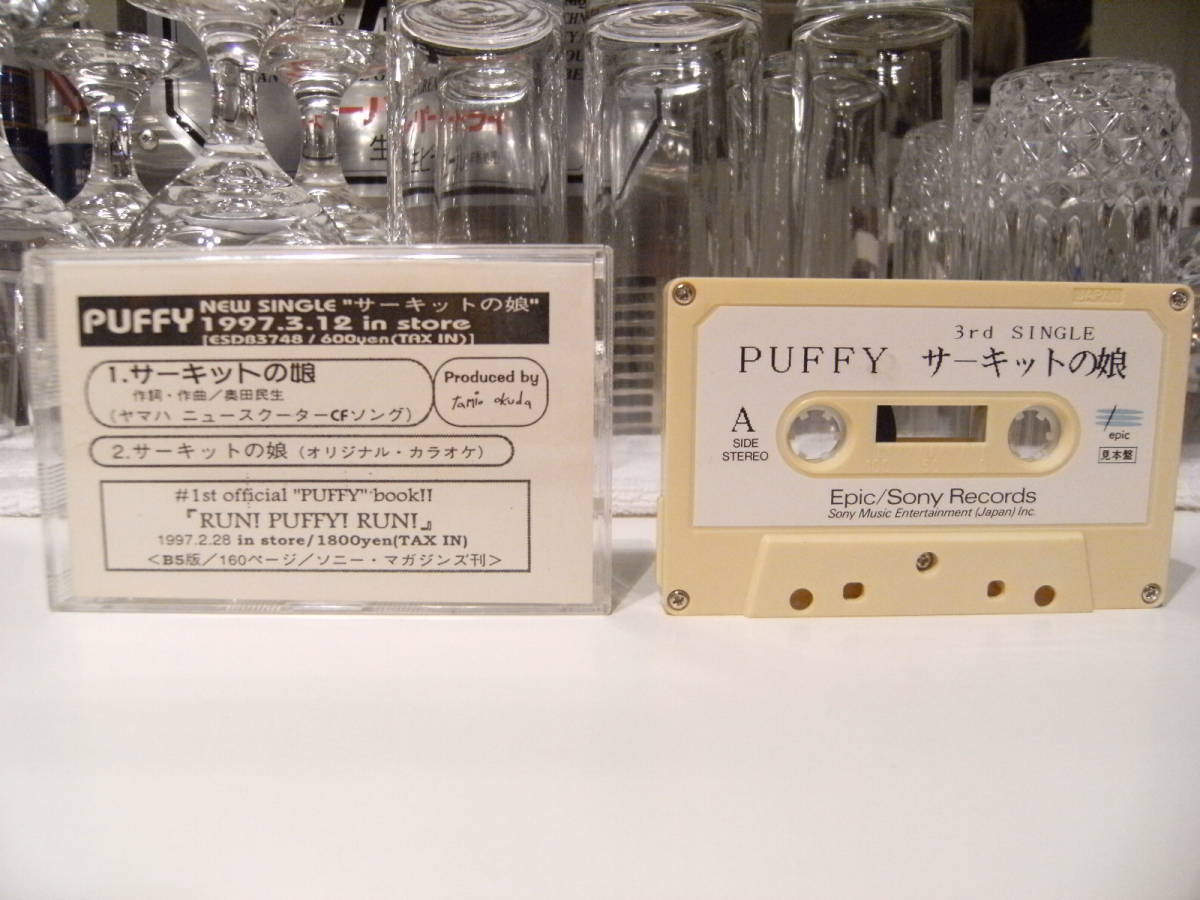 PUFFY
NEW SINGLE "サーキットの娘"
1997.3.12 in store
[ESDB3748 / 600yen(TAX IN)]
1.サーキットの娘
作詞・作曲／奥田民生
(ヤマハ ニュースクーターCFソング)
Produced by
tamio okuda
2.サーキットの娘 (オリジナル・カラオケ)
#1st official "PUFFY" book!!
『RUN! PUFFY! RUN!』
1997.2.28 in store/1800yen(TAX IN)
<B5版／160ページ／ソニー・マガジンズ刊>
JAPAN
3rd SINGLE
PUFFY サーキットの娘
A
SIDE
STEREO
epic
見本盤
Epic/Sony Records
Sony Music Entertainment (Japan) Inc.
生